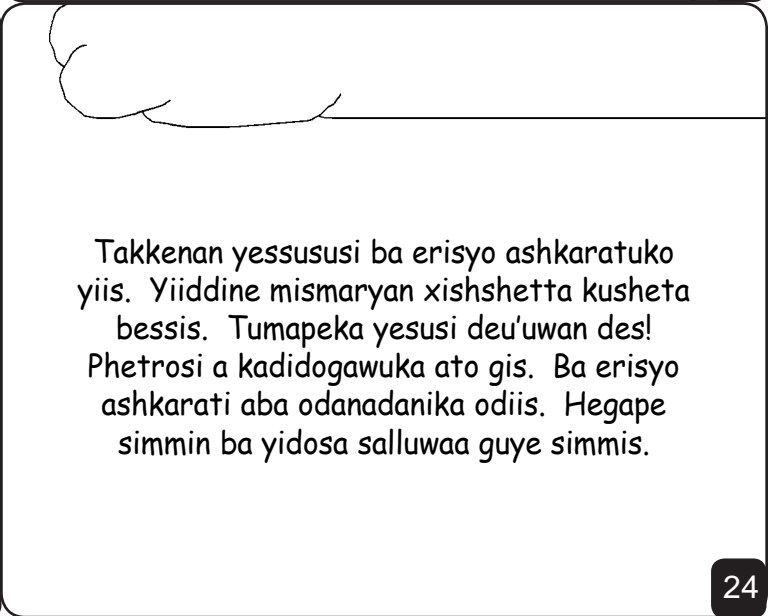 Takkenan yessususi ba erisyo ashkaratuko
yiis.  Yiiddine mismaryan xishshetta kusheta
bessis.  Tumapeka yesusi deu'uwan des!
Phetrosi a kadidogawuka ato gis.  Ba erisyo
ashkarati aba odanadanika odiis.  Hegape
simmin ba yidosa salluwaa guye simmis.
24